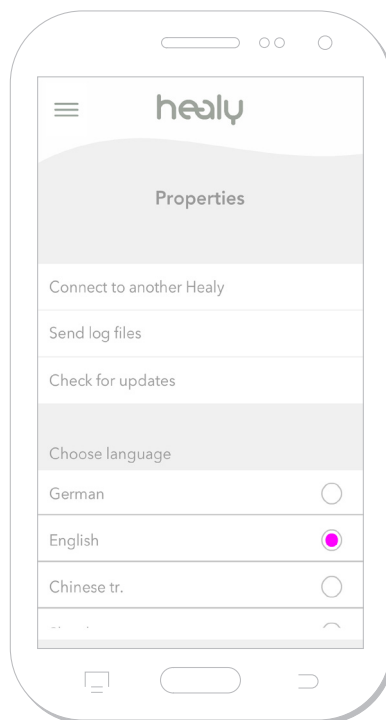 healy
Properties
Connect to another Healy
Send log files
Check for updates
Choose language
German
English
Chinese tr.